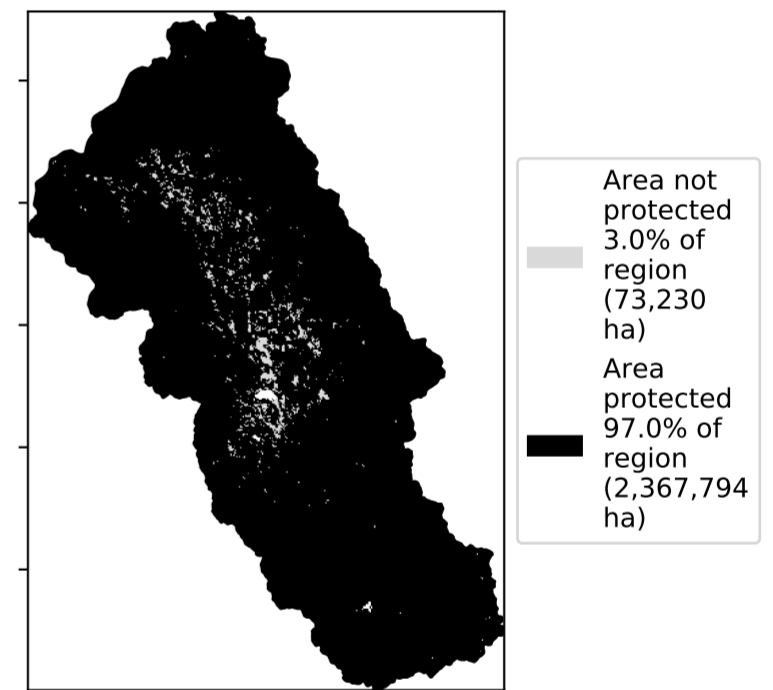 Area not
protected
3.0% of
region
(73,230
ha)
Area
protected
97.0% of
region
(2,367,794
ha)